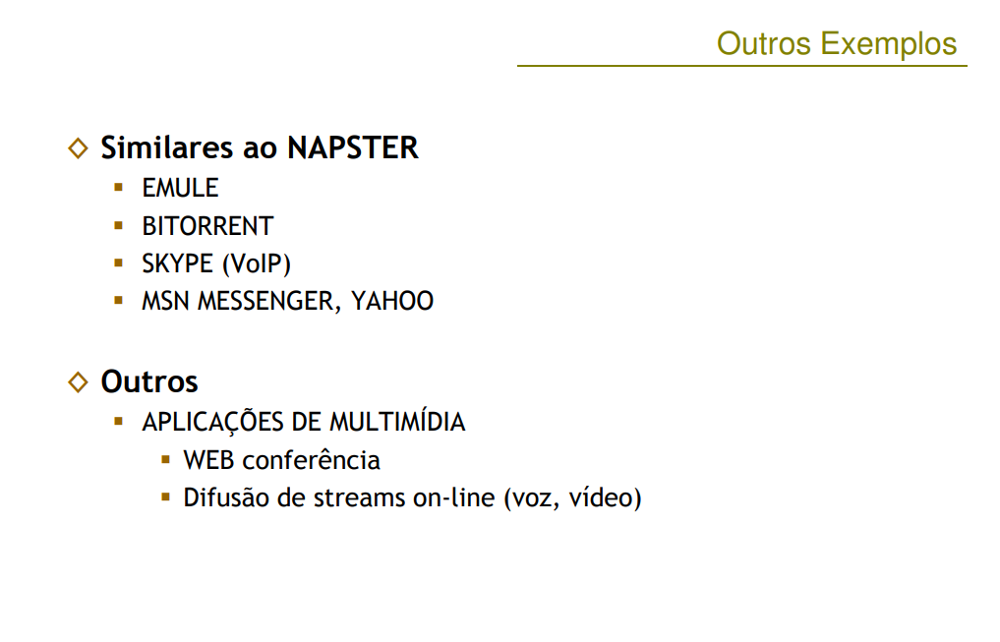 Outros Exemplos
Similares ao NAPSTER
EMULE
BITORRENT
SKYPE (VoIP)
MSN MESSENGER, YAHOO
Outros
APLICAÇÕES DE MULTIMÍDIA
WEB conferência
Difusão de streams on-line (voz, vídeo)